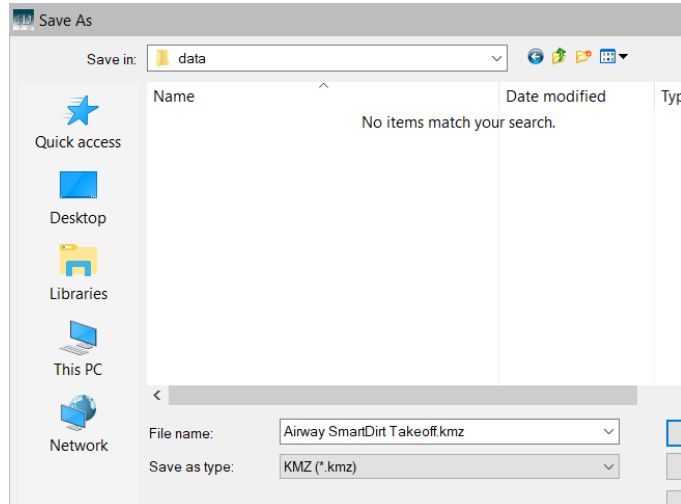 Save As
Save in: data
Name Date modified Typ
No items match your search.
Quick access
Desktop
Libraries
This PC
Network
File name: Airway SmartDirt Takeoff.kmz
Save as type: KMZ (*.kmz)